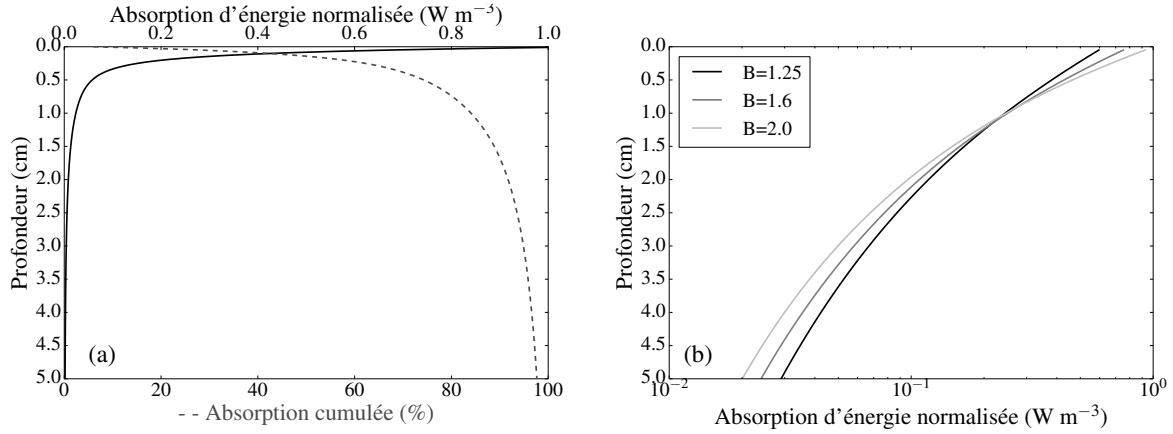 Absorption d'énergie normalisée (W m⁻³)
0.0 0.2 0.4 0.6 0.8 1.0
Profondeur (cm)
0.0
0.5
1.0
1.5
2.0
2.5
3.0
3.5
4.0
4.5
5.0
(a)
0 20 40 60 80 100
- - Absorption cumulée (%)
Profondeur (cm)
0.0
0.5
1.0
1.5
2.0
2.5
3.0
3.5
4.0
4.5
5.0
B=1.25
B=1.6
B=2.0
(b)
10⁻² 10⁻¹ 10⁰
Absorption d'énergie normalisée (W m⁻³)